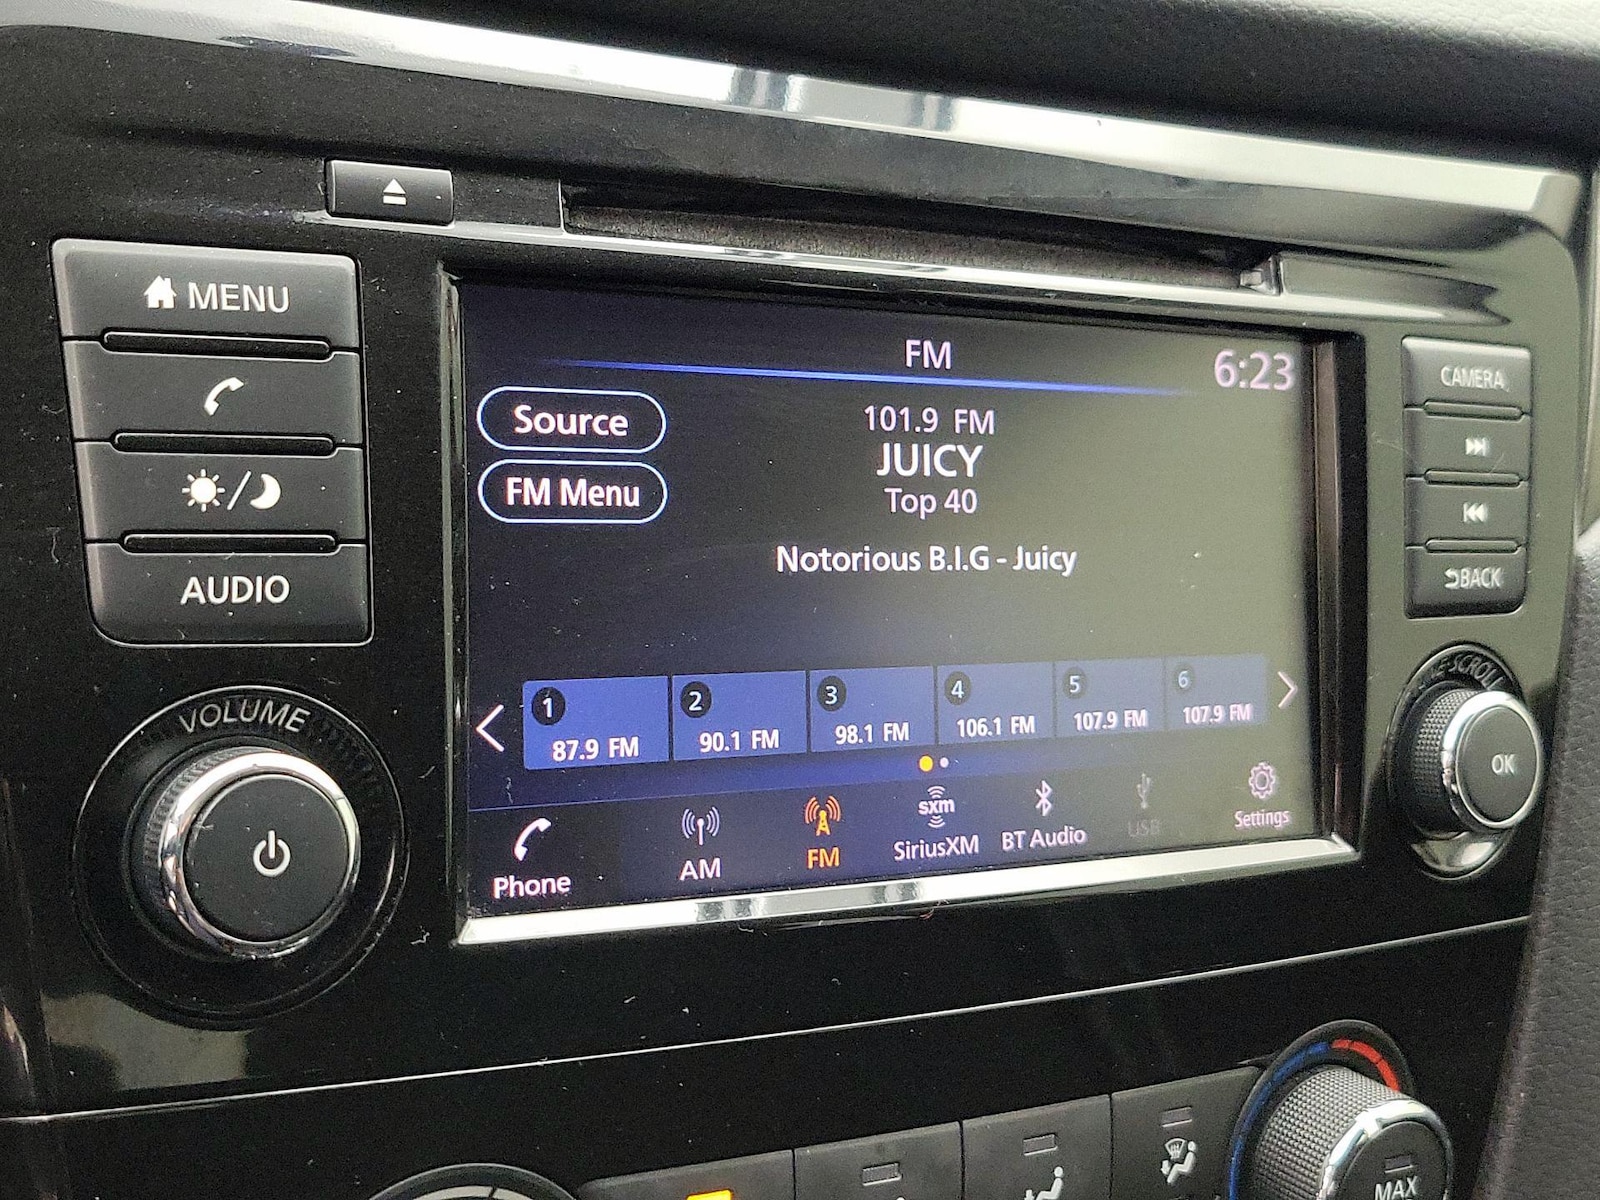 MENU
AUDIO
VOLUME
FM
6:23
Source
FM Menu
101.9 FM
JUICY
Top 40
Notorious B.I.G - Juicy
1 2 3 4 5 6
87.9 FM 90.1 FM 98.1 FM 106.1 FM 107.9 FM 107.9 FM
sxm
Phone AM FM SiriusXM BT Audio USB Settings
CAMERA
BACK
SCROLL
OK
MAX